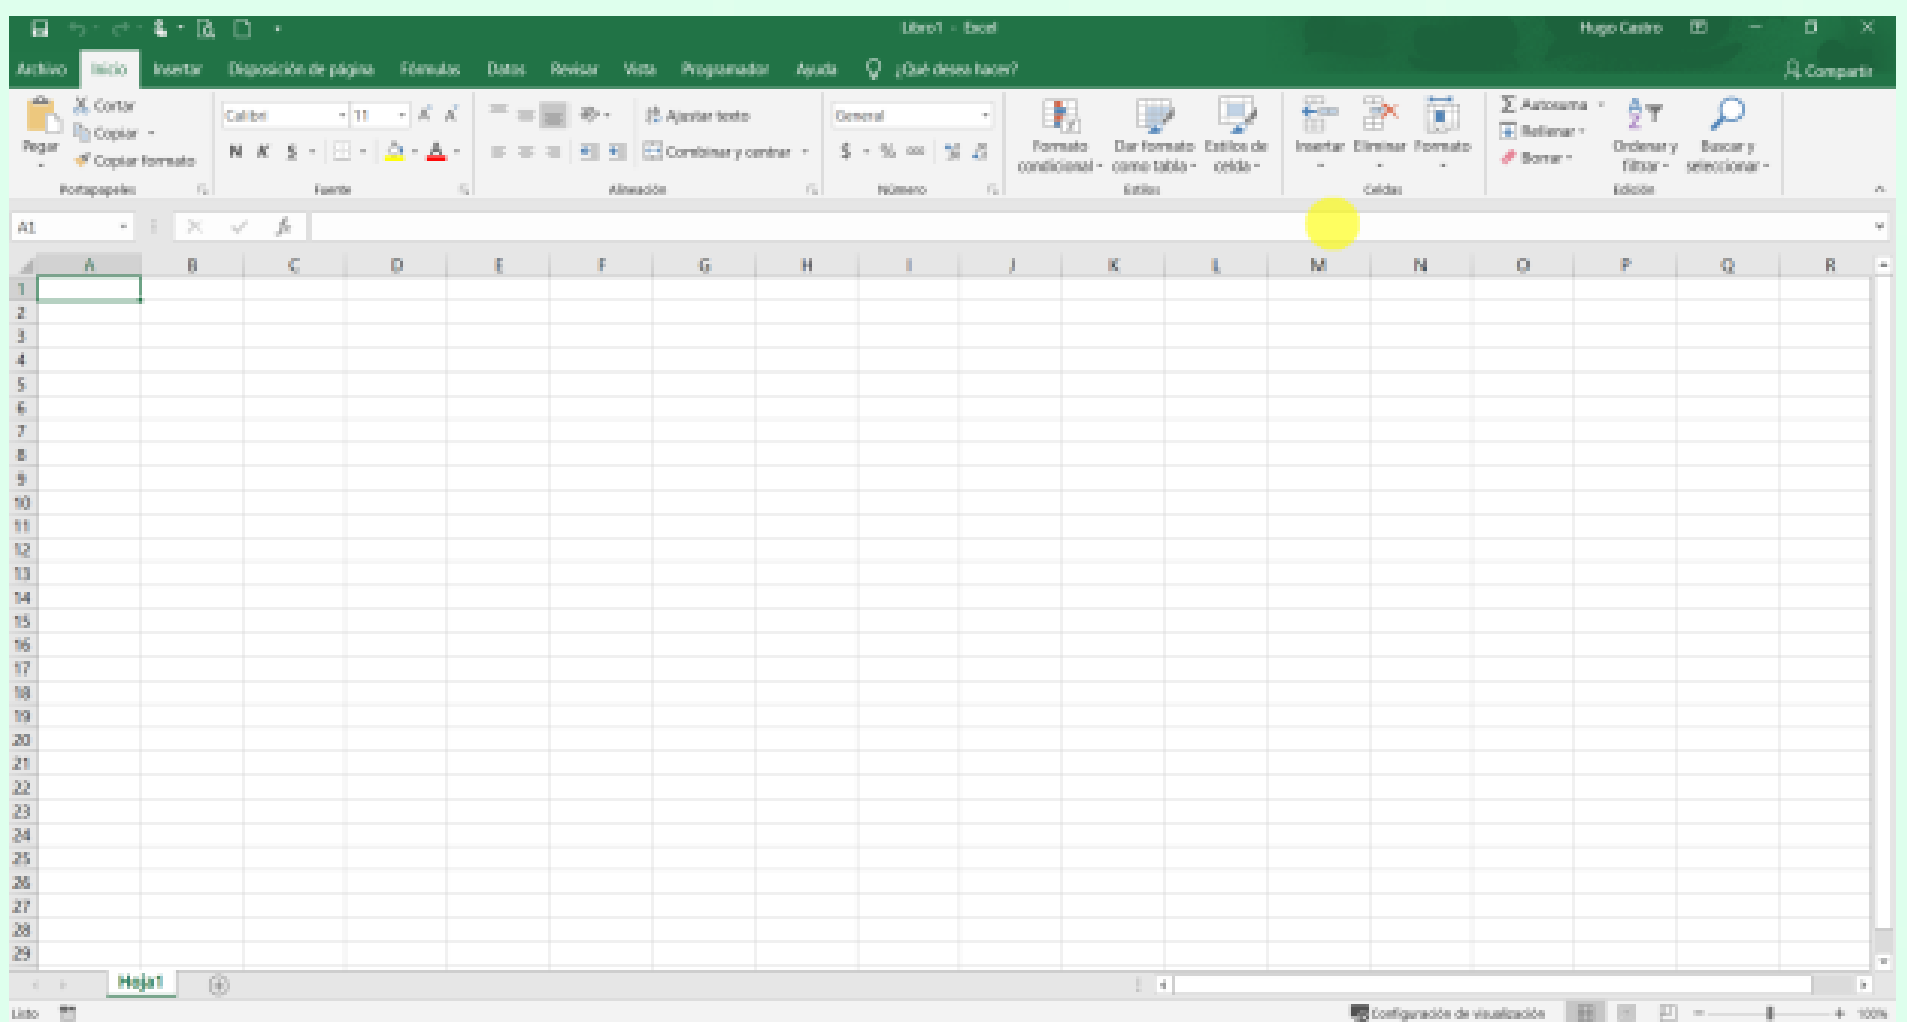 Libro1 - Excel
Hugo Castro
Archivo Inicio Insertar Disposición de página Fórmulas Datos Revisar Vista Programador Ayuda ¿Qué desea hacer? Compartir
Pegar
Cortar
Copiar
Copiar formato
Portapapeles
Calibri 11
N K S
Fuente
Ajustar texto
Combinar y centrar
Alineación
General
$ % 000
Número
Formato condicional
Dar formato como tabla
Estilos de celda
Estilos
Insertar Eliminar Formato
Celdas
Autosuma
Rellenar
Borrar
Ordenar y filtrar
Buscar y seleccionar
Edición
A1 fx
A B C D E F G H I J K L M N O P Q R
1
2
3
4
5
6
7
8
9
10
11
12
13
14
15
16
17
18
19
20
21
22
23
24
25
26
27
28
29
Hoja1
Listo Configuración de visualización 100%